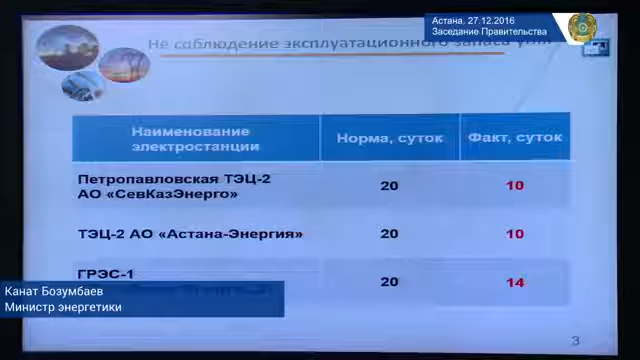 Астана, 27.12.2016
Заседание Правительства
Не соблюдение эксплуатационного запаса
Наименование электростанции
Норма, суток
Факт, суток
Петропавловская ТЭЦ-2
АО «СевКазЭнерго»
20
10
ТЭЦ-2 АО «Астана-Энергия»
20
10
ГРЭС-1
20
14
Канат Бозумбаев
Министр энергетики
3